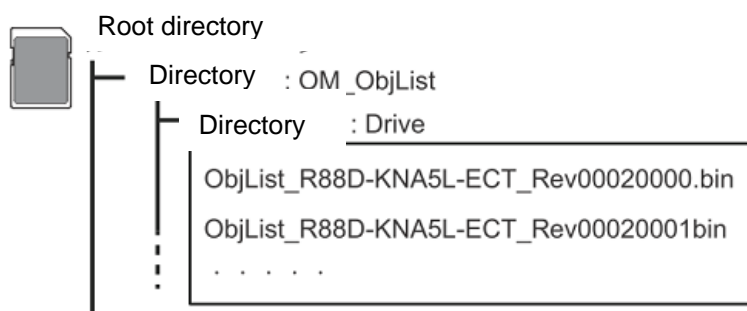 Root directory
Directory : OM_ObjList
Directory : Drive
ObjList_R88D-KNA5L-ECT_Rev00020000.bin
ObjList_R88D-KNA5L-ECT_Rev00020001bin
. . . . .